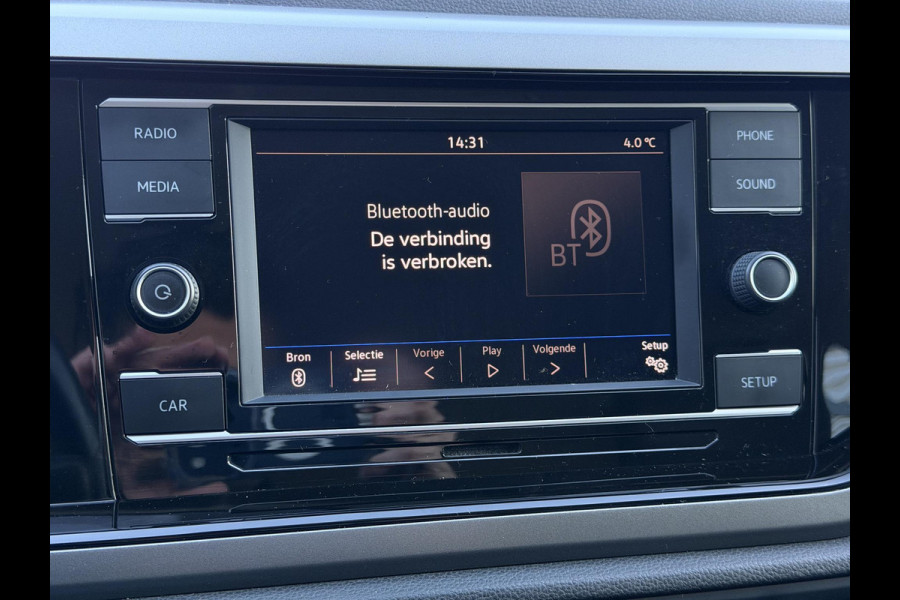 RADIO
MEDIA
PHONE
SOUND
14:31
4.0 °C
Bluetooth-audio
De verbinding
is verbroken.
BT
Bron
Selectie
Vorige
Play
Volgende
Setup
CAR
SETUP